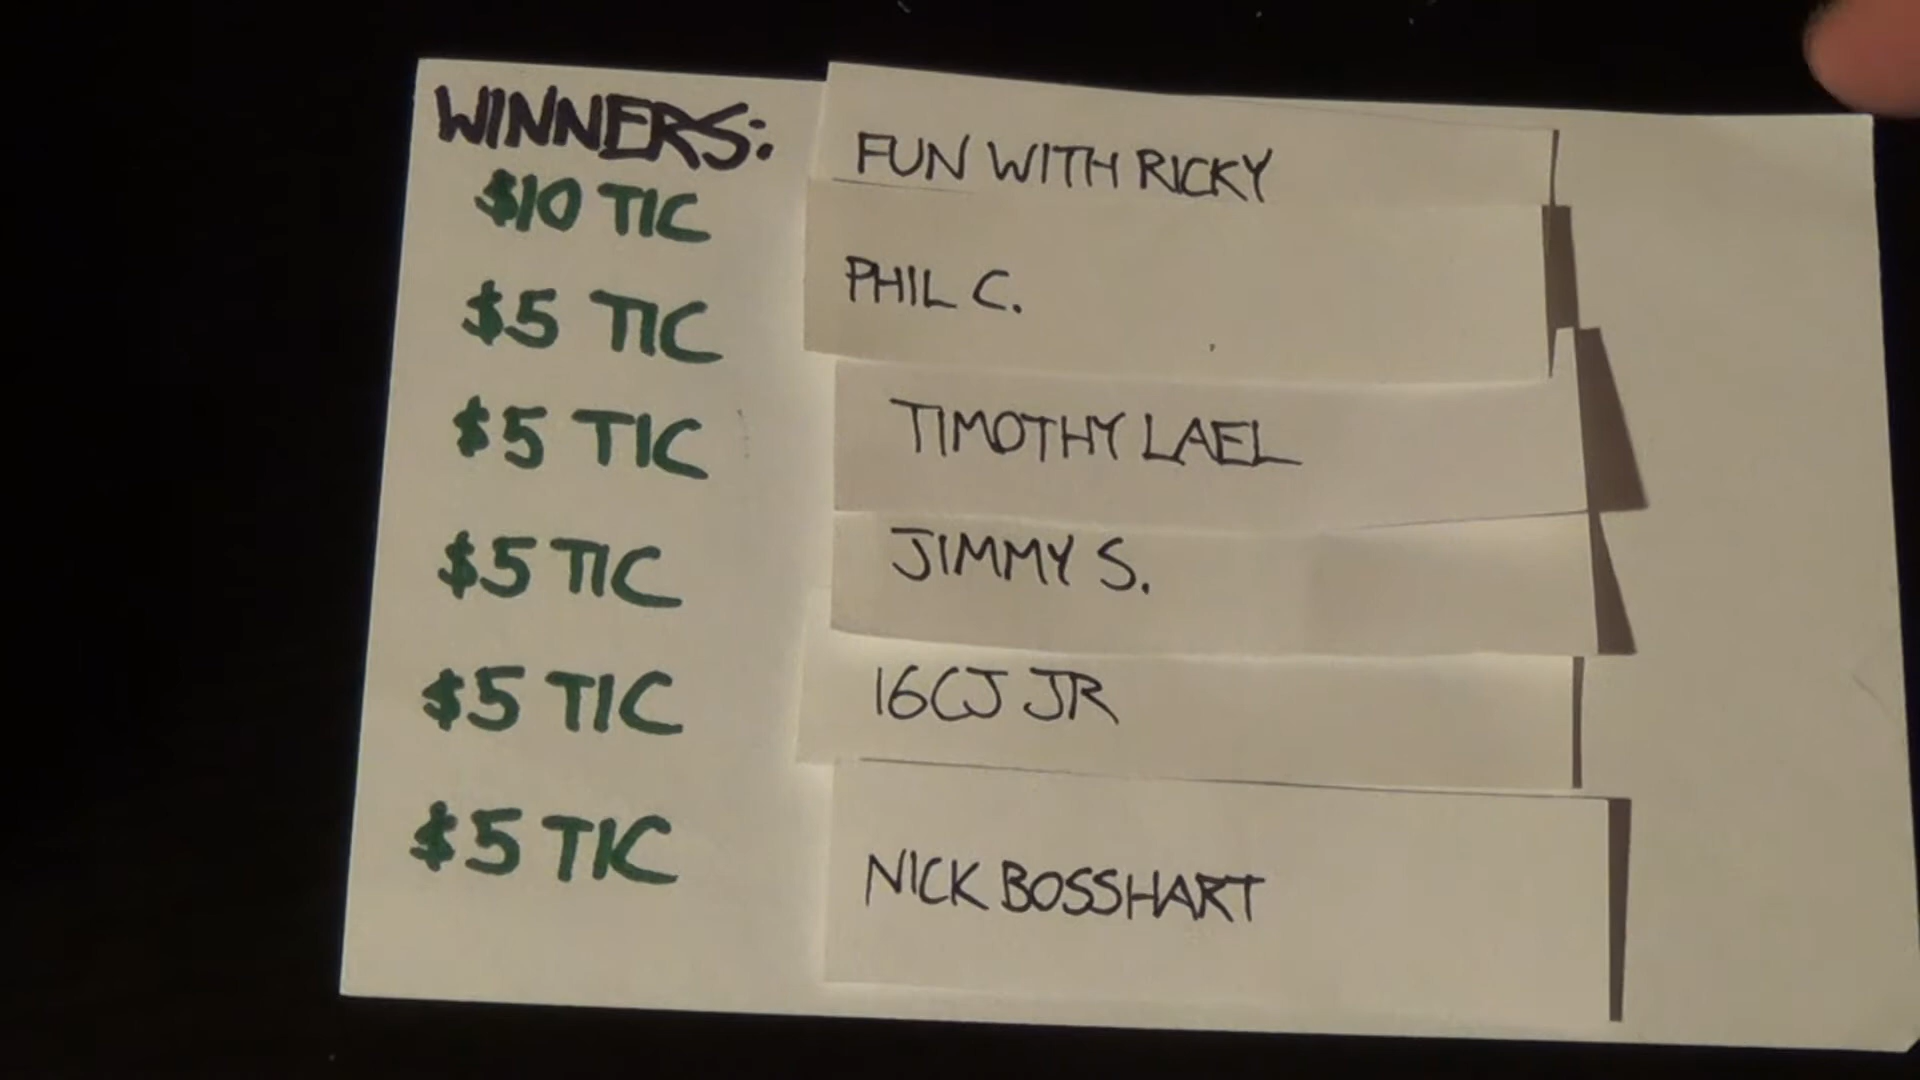 WINNERS:
$10 TIC FUN WITH RICKY
$5 TIC PHIL C.
$5 TIC TIMOTHY LAEL
$5 TIC JIMMY S.
$5 TIC 16CJ JR
$5 TIC NICK BOSSHART